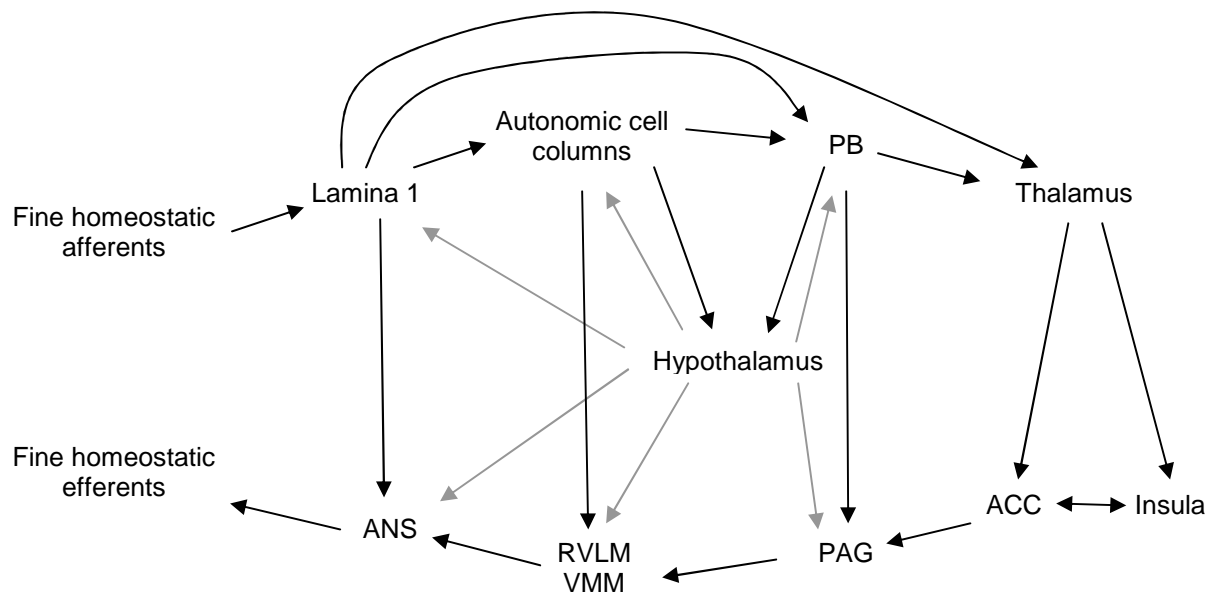 Autonomic cell
columns
PB
Lamina 1
Thalamus
Fine homeostatic
afferents
Hypothalamus
Fine homeostatic
efferents
ACC
Insula
ANS
RVLM
VMM
PAG